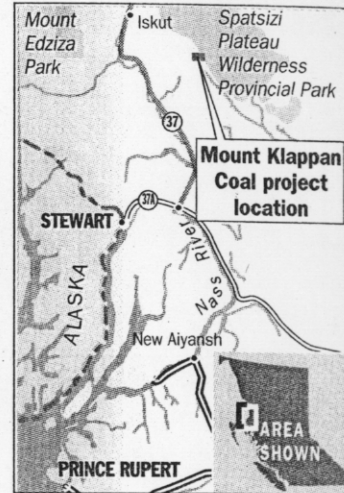 Mount
Edziza
Park
Iskut
Spatsizi
Plateau
Wilderness
Provincial Park
37
Mount Klappan
Coal project
location
37A
STEWART
Nass River
ALASKA
New Aiyansh
AREA
SHOWN
PRINCE RUPERT